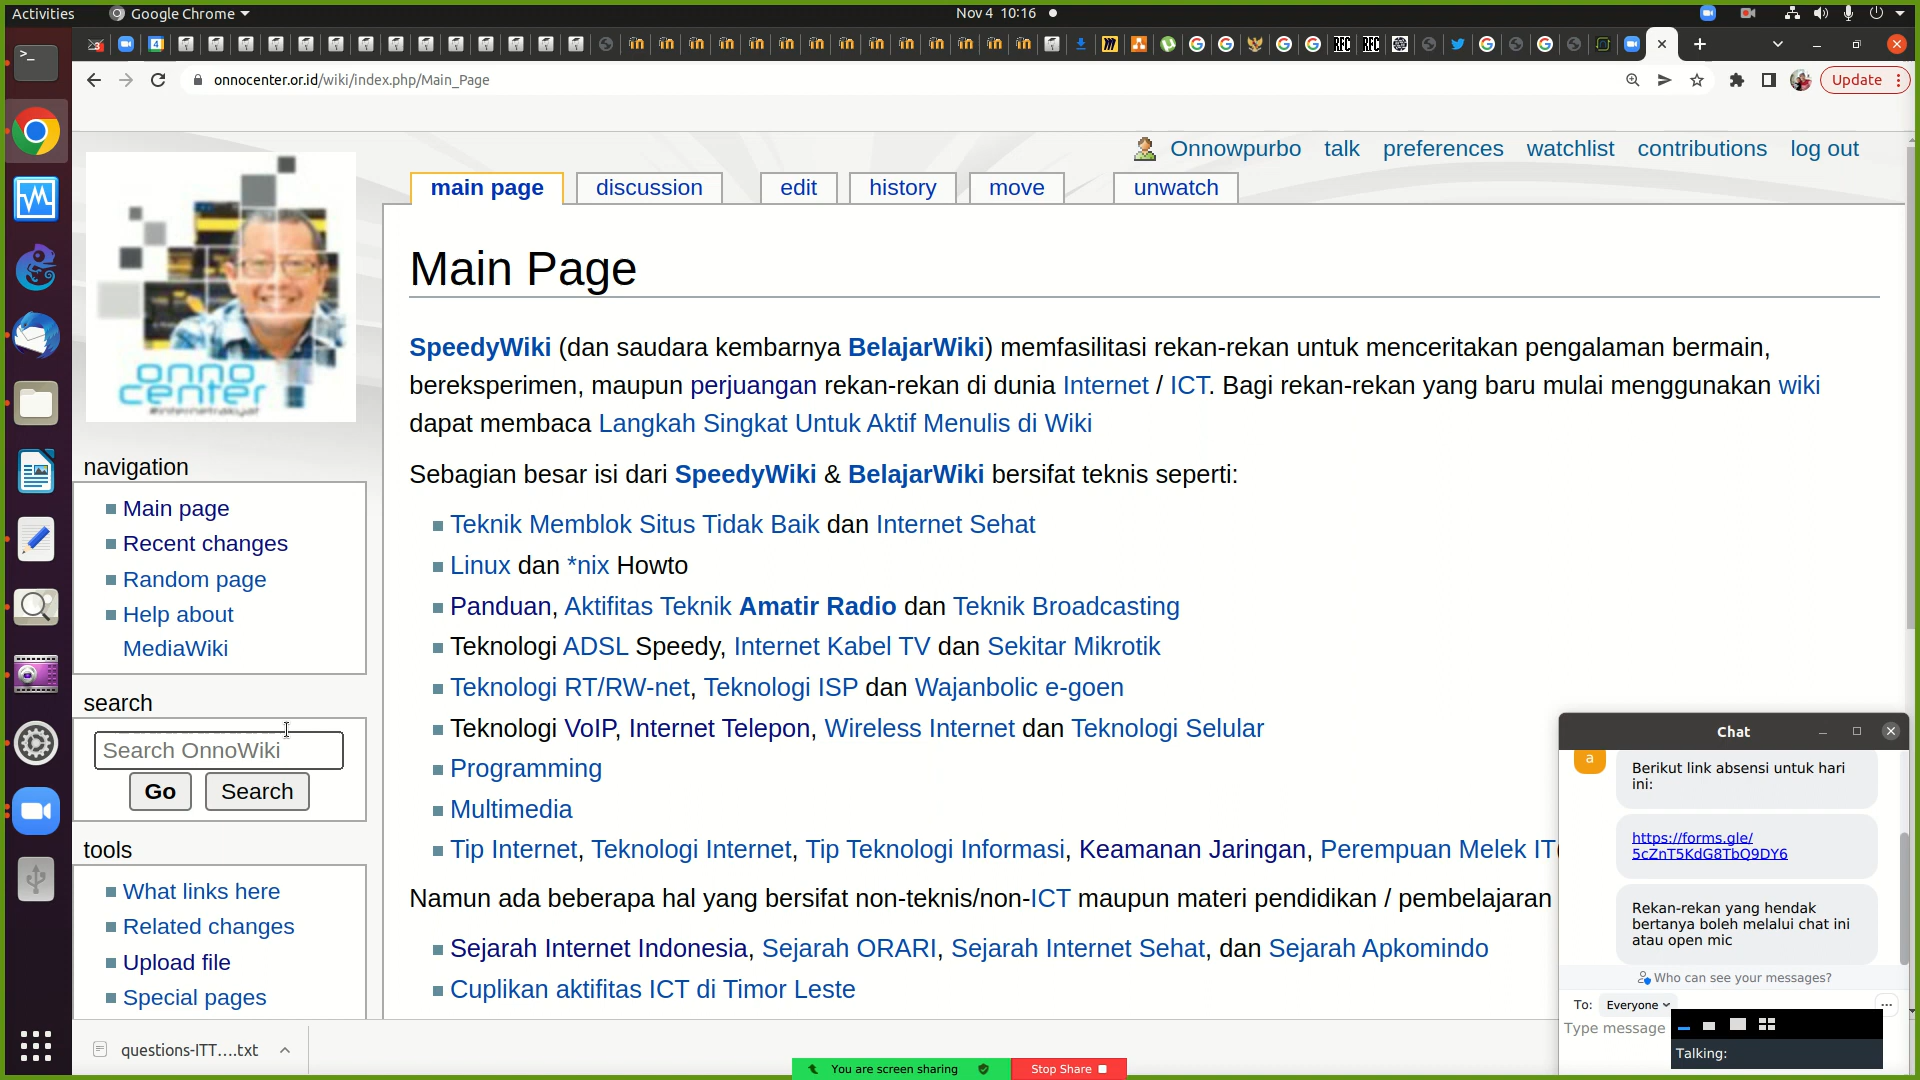 Activities
Google Chrome
Nov 4 10:16
onnocenter.or.id/wiki/index.php/Main_Page
Update
Onnowpurbo talk preferences watchlist contributions log out
main page discussion edit history move unwatch
onno
center
#internetrakyat
Main Page
SpeedyWiki (dan saudara kembarnya BelajarWiki) memfasilitasi rekan-rekan untuk menceritakan pengalaman bermain,
bereksperimen, maupun perjuangan rekan-rekan di dunia Internet / ICT. Bagi rekan-rekan yang baru mulai menggunakan wiki
dapat membaca Langkah Singkat Untuk Aktif Menulis di Wiki
Sebagian besar isi dari SpeedyWiki & BelajarWiki bersifat teknis seperti:
Teknik Memblok Situs Tidak Baik dan Internet Sehat
Linux dan *nix Howto
Panduan, Aktifitas Teknik Amatir Radio dan Teknik Broadcasting
Teknologi ADSL Speedy, Internet Kabel TV dan Sekitar Mikrotik
Teknologi RT/RW-net, Teknologi ISP dan Wajanbolic e-goen
Teknologi VoIP, Internet Telepon, Wireless Internet dan Teknologi Selular
Programming
Multimedia
Tip Internet, Teknologi Internet, Tip Teknologi Informasi, Keamanan Jaringan, Perempuan Melek IT
Namun ada beberapa hal yang bersifat non-teknis/non-ICT maupun materi pendidikan / pembelajaran
Sejarah Internet Indonesia, Sejarah ORARI, Sejarah Internet Sehat, dan Sejarah Apkomindo
Cuplikan aktifitas ICT di Timor Leste
navigation
Main page
Recent changes
Random page
Help about
MediaWiki
search
Search OnnoWiki
Go Search
tools
What links here
Related changes
Upload file
Special pages
Chat
a
Berikut link absensi untuk hari
ini:
https://forms.gle/
5cZnT5KdG8TbQ9DY6
Rekan-rekan yang hendak
bertanya boleh melalui chat ini
atau open mic
Who can see your messages?
To: Everyone
Type message
Talking:
questions-ITT....txt
You are screen sharing
Stop Share